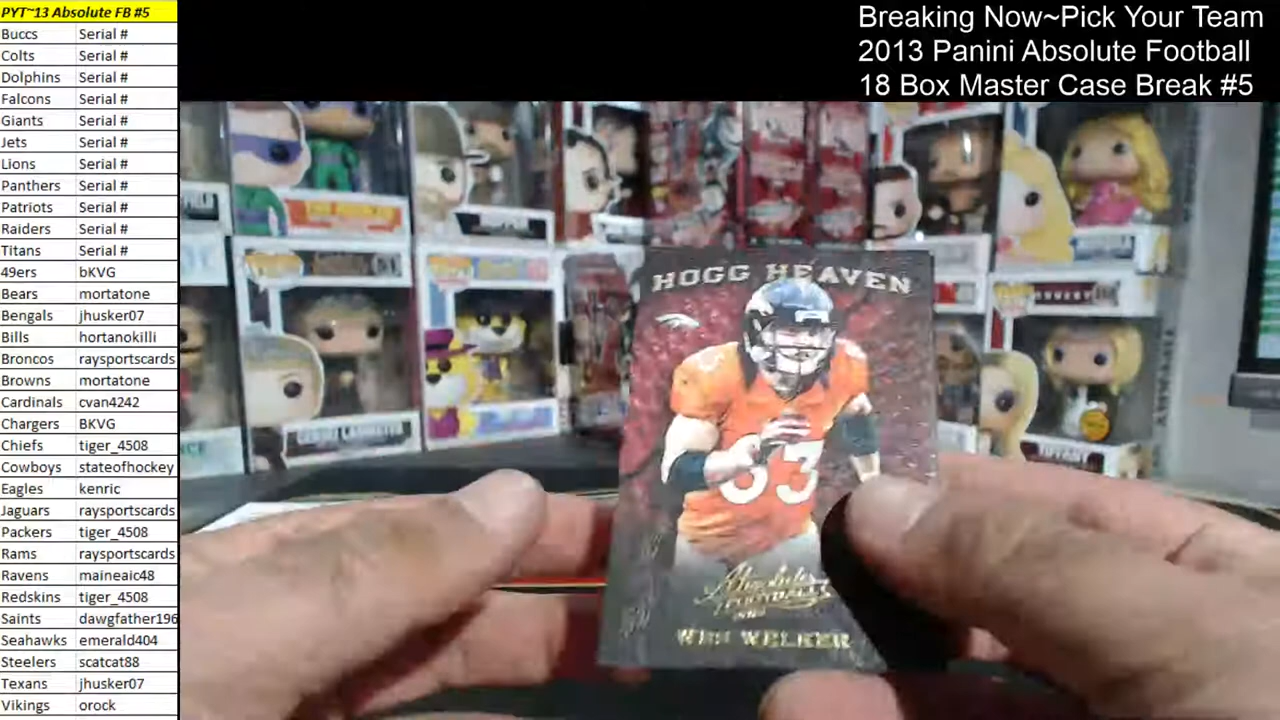 PYT~13 Absolute FB #5
Buccs Serial #
Colts Serial #
Dolphins Serial #
Falcons Serial #
Giants Serial #
Jets Serial #
Lions Serial #
Panthers Serial #
Patriots Serial #
Raiders Serial #
Titans Serial #
49ers bKVG
Bears mortatone
Bengals jhusker07
Bills hortanokilli
Broncos raysportscards
Browns mortatone
Cardinals cvan4242
Chargers BKVG
Chiefs tiger_4508
Cowboys stateofhockey
Eagles kenric
Jaguars raysportscards
Packers tiger_4508
Rams raysportscards
Ravens maineaic48
Redskins tiger_4508
Saints dawgfather196
Seahawks emerald404
Steelers scatcat88
Texans jhusker07
Vikings orock
Breaking Now~Pick Your Team
2013 Panini Absolute Football
18 Box Master Case Break #5
HOGG HEAVEN
83
Absolute
FOOTBALL
WES WELKER